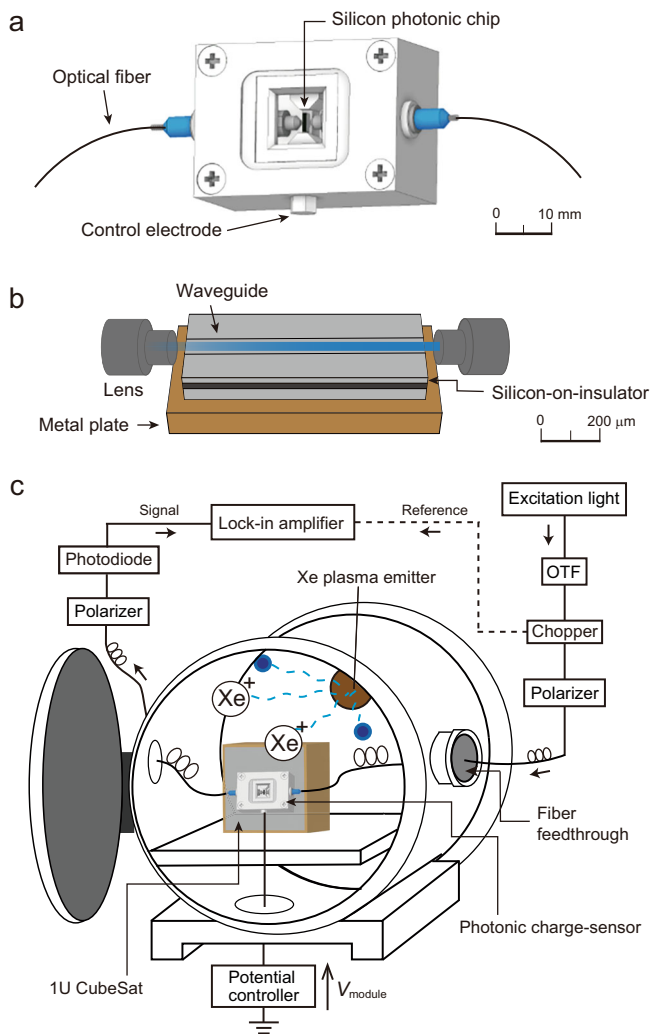 a
Silicon photonic chip
Optical fiber
Control electrode
0 10 mm
b
Waveguide
Lens
Silicon-on-insulator
Metal plate
0 200 μm
c
Signal
Reference
Excitation light
Lock-in amplifier
Photodiode
OTF
Xe plasma emitter
Polarizer
Chopper
Polarizer
Xe+
Xe+
Fiber
feedthrough
Photonic charge-sensor
1U CubeSat
Potential
controller
Vmodule